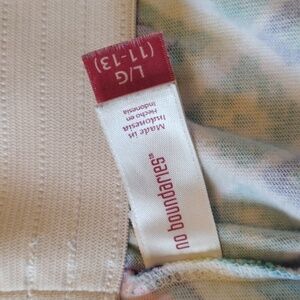 L/G
(11-13)
no boundaries
Made in
Indonesia
Hecho en
Indonesia